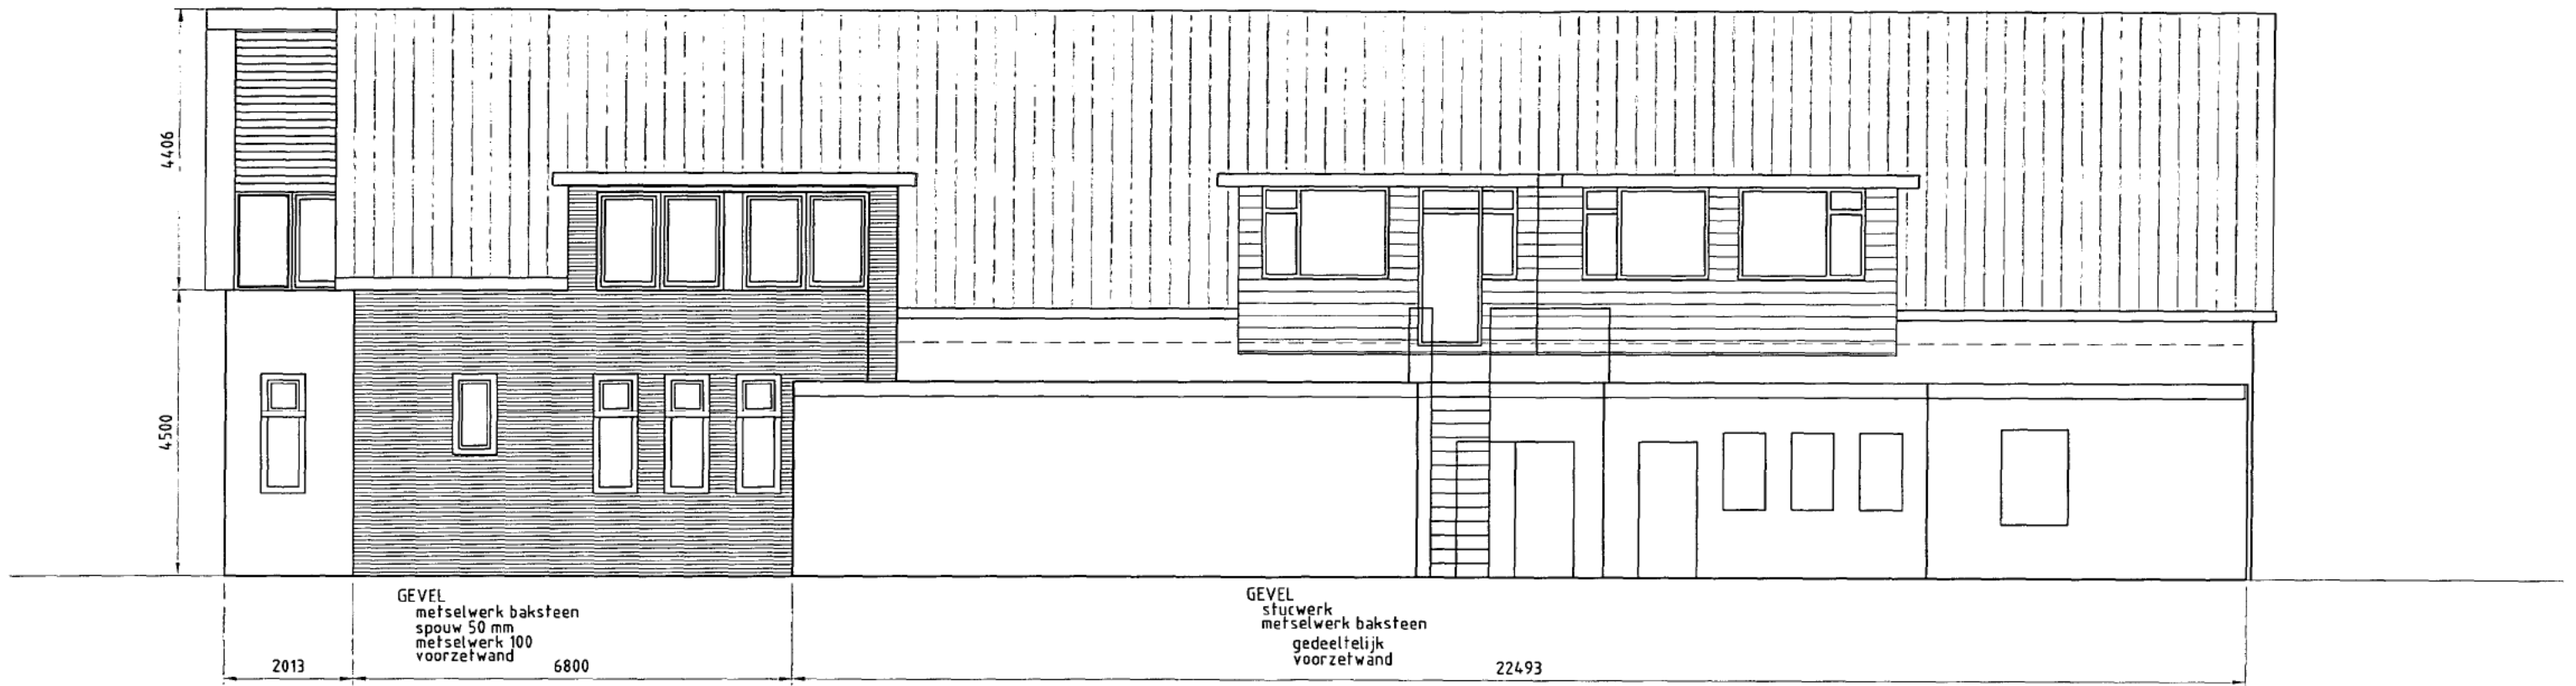 4406
4500
GEVEL
metselwerk baksteen
spouw 50 mm
metselwerk 100
voorzetwand
GEVEL
stucwerk
metselwerk baksteen
gedeeltelijk
voorzetwand
2013
6800
22493